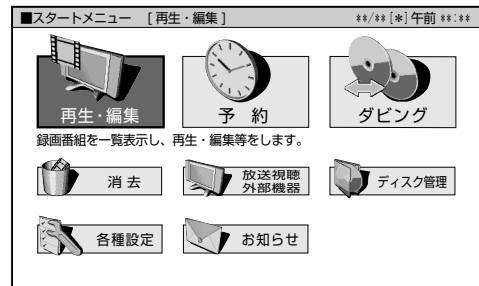 ■スタートメニュー [再生・編集] **/** [*] 午前 **:**
再生・編集
予 約
ダビング
録画番組を一覧表示し、再生・編集等をします。
消 去
放送視聴
外部機器
ディスク管理
各種設定
お知らせ